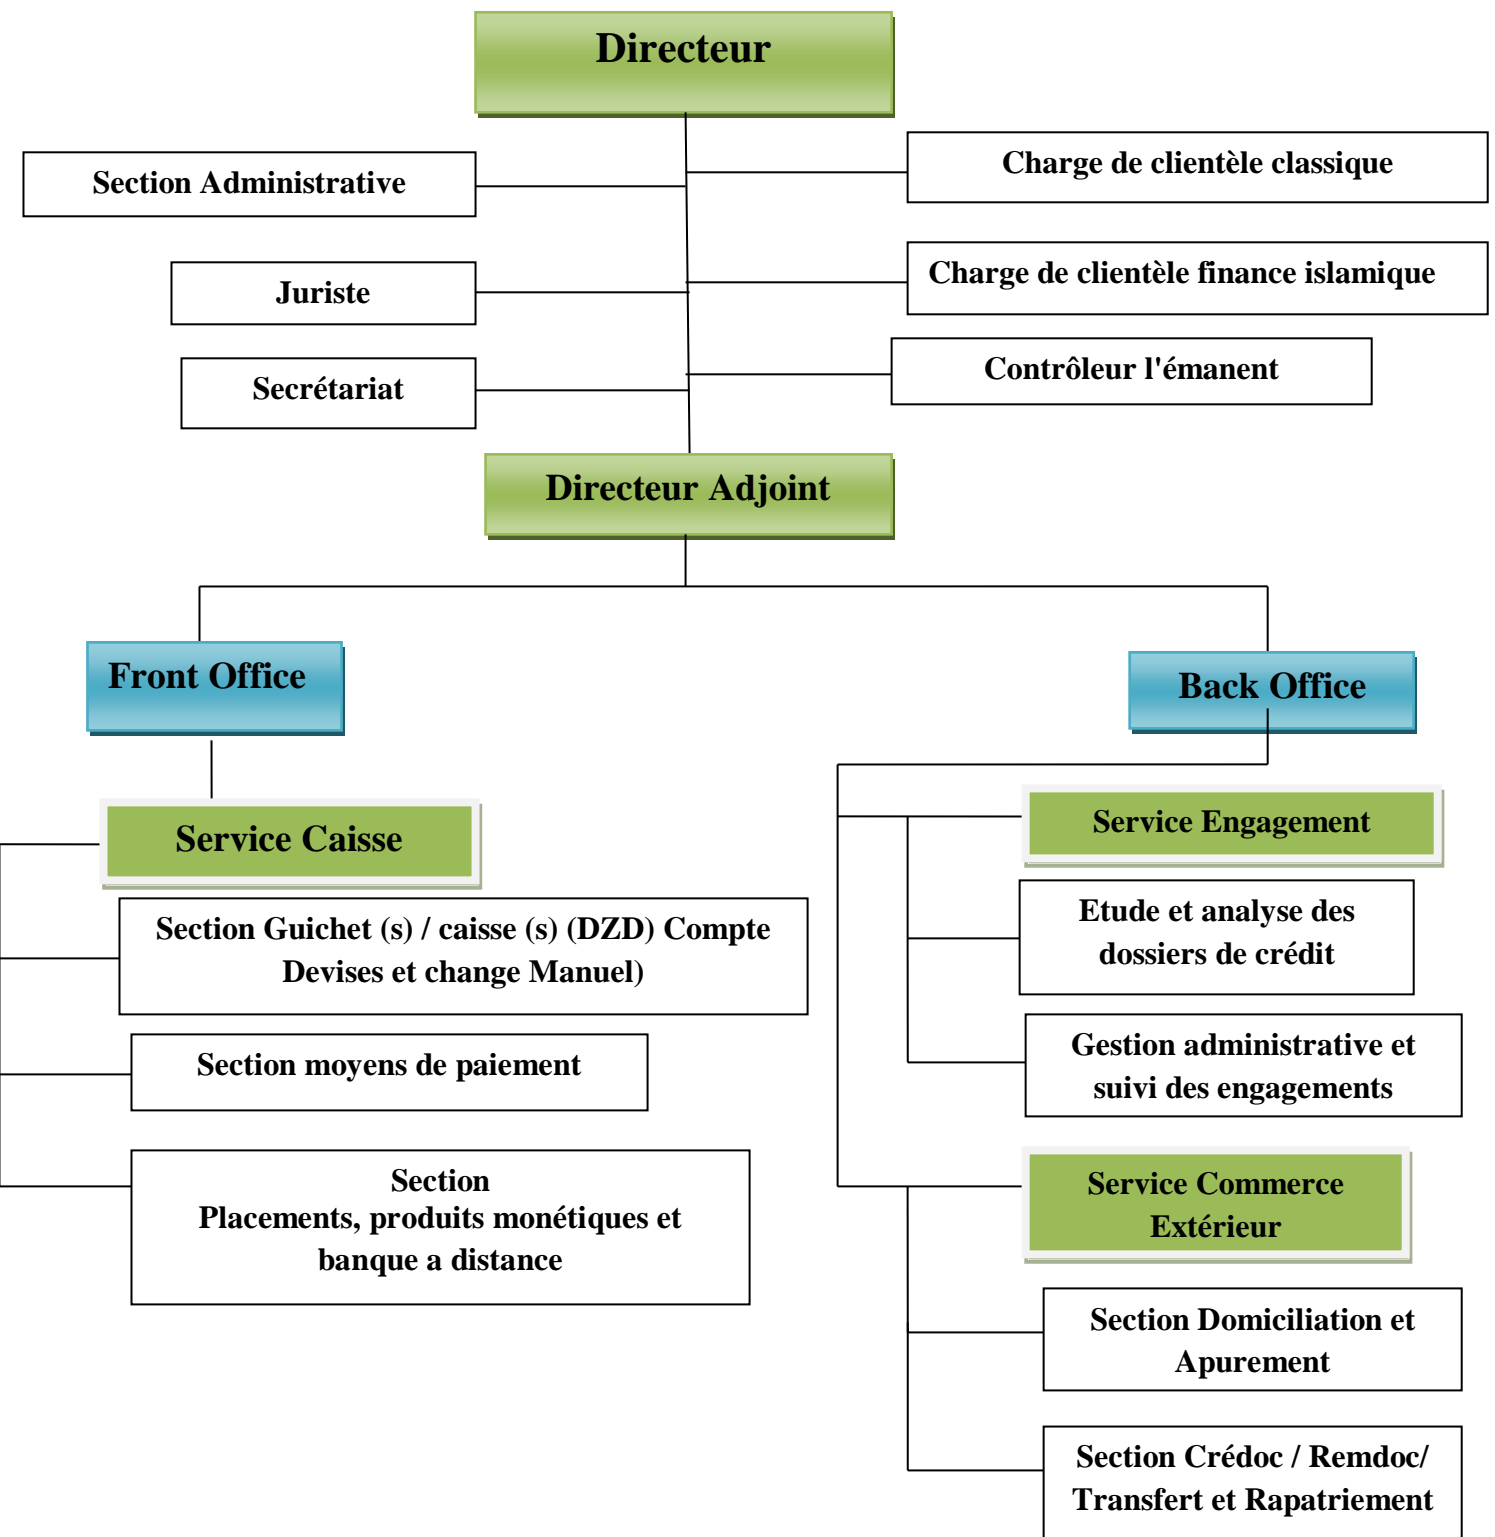 Directeur
Section Administrative
Charge de clientèle classique
Juriste
Charge de clientèle finance islamique
Secrétariat
Contrôleur l'émanent
Directeur Adjoint
Front Office
Back Office
Service Caisse
Section Guichet (s) / caisse (s) (DZD) Compte
Devises et change Manuel)
Section moyens de paiement
Section
Placements, produits monétiques et
banque a distance
Service Engagement
Etude et analyse des
dossiers de crédit
Gestion administrative et
suivi des engagements
Service Commerce
Extérieur
Section Domiciliation et
Apurement
Section Crédoc / Remdoc/
Transfert et Rapatriement